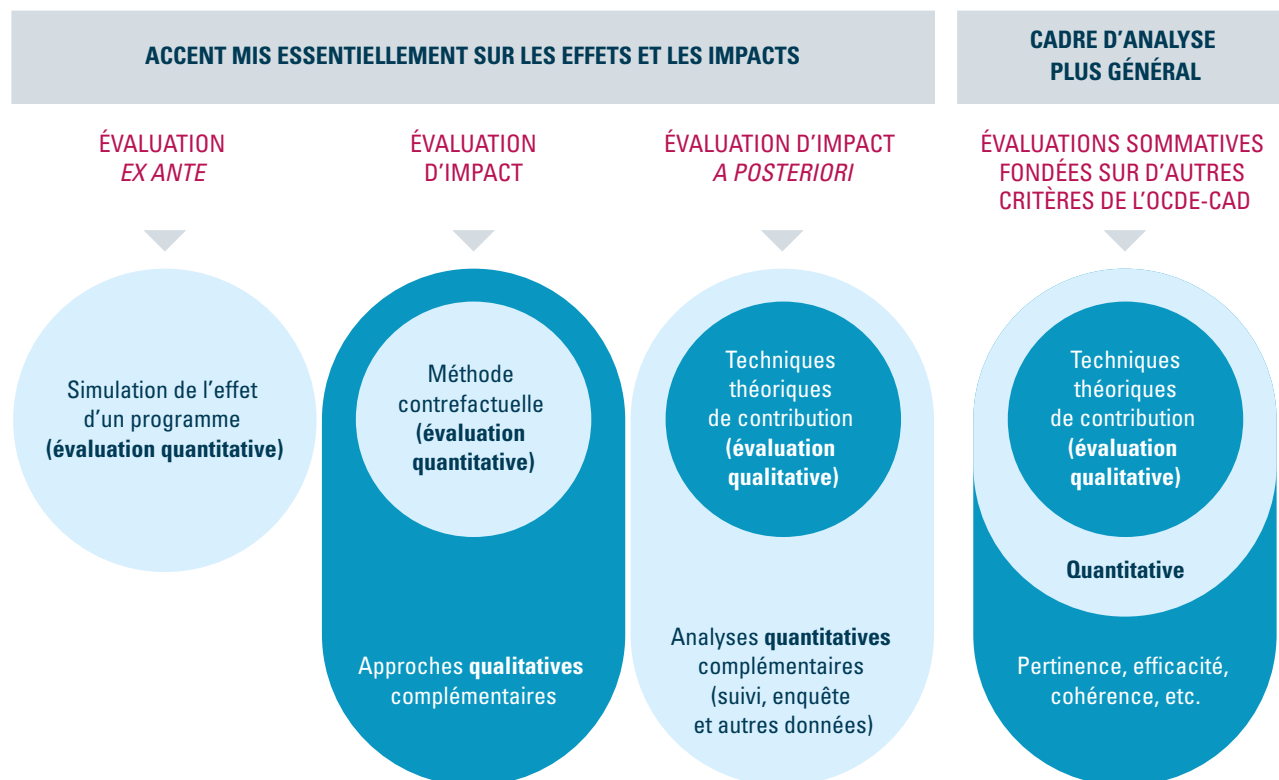 ACCENT MIS ESSENTIELLEMENT SUR LES EFFETS ET LES IMPACTS
CADRE D'ANALYSE
PLUS GÉNÉRAL
ÉVALUATION
EX ANTE
ÉVALUATION
D'IMPACT
ÉVALUATION D'IMPACT
A POSTERIORI
ÉVALUATIONS SOMMATIVES
FONDÉES SUR D'AUTRES
CRITÈRES DE L'OCDE-CAD
Simulation de l'effet
d'un programme
(évaluation quantitative)
Méthode
contrefactuelle
(évaluation
quantitative)
Approches qualitatives
complémentaires
Techniques
théoriques
de contribution
(évaluation
qualitative)
Analyses quantitatives
complémentaires
(suivi, enquête
et autres données)
Techniques
théoriques
de contribution
(évaluation
qualitative)
Quantitative
Pertinence, efficacité,
cohérence, etc.